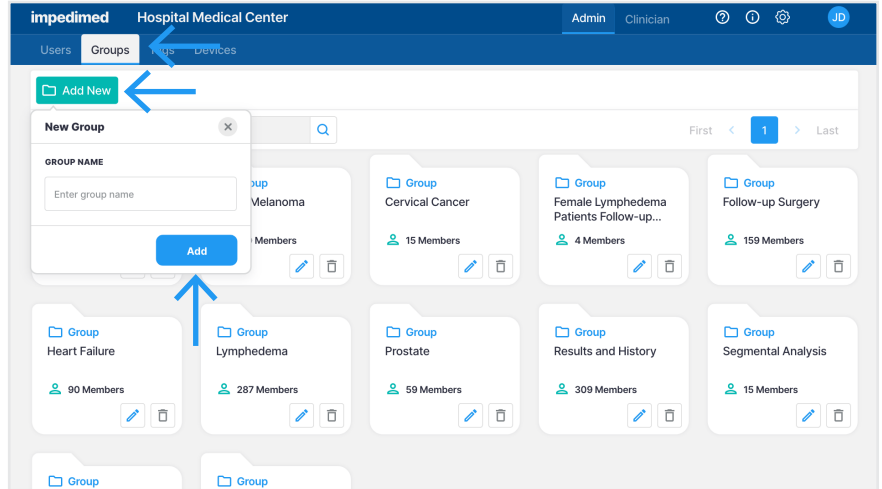 impedimed Hospital Medical Center Admin Clinician JD
Users Groups Tags Devices
Add New
New Group
First < 1 > Last
GROUP NAME
Enter group name
Add
Melanoma
Members
Group
Cervical Cancer
15 Members
Group
Female Lymphedema
Patients Follow-up...
4 Members
Group
Follow-up Surgery
159 Members
Group
Heart Failure
90 Members
Group
Lymphedema
287 Members
Group
Prostate
59 Members
Group
Results and History
309 Members
Group
Segmental Analysis
15 Members
Group
Group